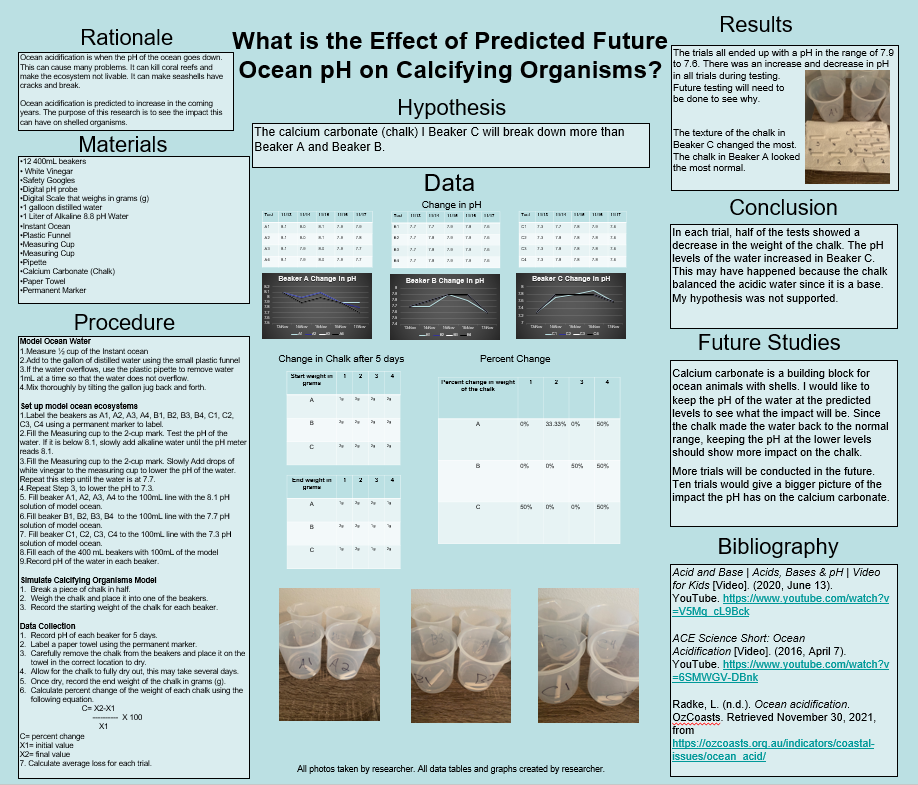 What is the Effect of Predicted Future
Ocean pH on Calcifying Organisms?
Rationale
Ocean acidification is when the pH of the ocean goes down.
This can cause many problems. It can kill coral reefs and
make the ecosystem not livable. It can make seashells have
cracks and break.
Ocean acidification is predicted to increase in the coming
years. The purpose of this research is to see the impact this
can have on shelled organisms.
Materials
•12 400mL beakers
• White Vinegar
•Safety Googles
•Digital pH probe
•Digital Scale that weighs in grams (g)
•1 gallon distilled water
•1 Liter of Alkaline 8.8 pH Water
•Instant Ocean
•Plastic Funnel
•Measuring Cup
•Measuring Cup
•Pipette
•Calcium Carbonate (Chalk)
•Paper Towel
•Permanent Marker
Procedure
Model Ocean Water
1.Measure ½ cup of the Instant ocean
2.Add to the gallon of distilled water using the small plastic funnel
3.If the water overflows, use the plastic pipette to remove water
1mL at a time so that the water does not overflow.
4.Mix thoroughly by tilting the gallon jug back and forth.
Set up model ocean ecosystems
1.Label the beakers as A1, A2, A3, A4, B1, B2, B3, B4, C1, C2,
C3, C4 using a permanent marker to label.
2.Fill the Measuring cup to the 2-cup mark. Test the pH of the
water. If it is below 8.1, slowly add alkaline water until the pH meter
reads 8.1.
3.Fill the Measuring cup to the 2-cup mark. Slowly Add drops of
white vinegar to the measuring cup to lower the pH of the water.
Repeat this step until the water is at 7.7.
4.Repeat Step 3, to lower the pH to 7.3.
5. Fill beaker A1, A2, A3, A4 to the 100mL line with the 8.1 pH
solution of model ocean.
6.Fill beaker B1, B2, B3, B4 to the 100mL line with the 7.7 pH
solution of model ocean.
7. Fill beaker C1, C2, C3, C4 to the 100mL line with the 7.3 pH
solution of model ocean.
8.Fill each of the 400 mL beakers with 100mL of the model
9.Record pH of the water in each beaker.
Simulate Calcifying Organisms Model
1. Break a piece of chalk in half.
2. Weigh the chalk and place it into one of the beakers.
3. Record the starting weight of the chalk for each beaker.
Data Collection
1. Record pH of each beaker for 5 days.
2. Label a paper towel using the permanent marker.
3. Carefully remove the chalk from the beakers and place it on the
towel in the correct location to dry.
4. Allow for the chalk to fully dry out, this may take several days.
5. Once dry, record the end weight of the chalk in grams (g).
6. Calculate percent change of the weight of each chalk using the
following equation.
C= X2-X1
---------- X 100
X1
C= percent change
X1= initial value
X2= final value
7. Calculate average loss for each trial.
Hypothesis
The calcium carbonate (chalk) I Beaker C will break down more than
Beaker A and Beaker B.
Data
Change in pH
Beaker A Change in pH
Beaker B Change in pH
Beaker C Change in pH
Change in Chalk after 5 days
Start weight in grams 1 2 3 4
A
B
C
End weight in grams 1 2 3 4
A
B
C
Percent Change
Percent change in weight of the chalk 1 2 3 4
A 0% 33.33% 0% 50%
B 0% 0% 50% 50%
C 50% 0% 0% 0%
All photos taken by researcher. All data tables and graphs created by researcher.
Results
The trials all ended up with a pH in the range of 7.9
to 7.6. There was an increase and decrease in pH
in all trials during testing.
Future testing will need to
be done to see why.
The texture of the chalk in
Beaker C changed the most.
The chalk in Beaker A looked
the most normal.
Conclusion
In each trial, half of the tests showed a
decrease in the weight of the chalk. The pH
levels of the water increased in Beaker C.
This may have happened because the chalk
balanced the acidic water since it is a base.
My hypothesis was not supported.
Future Studies
Calcium carbonate is a building block for
ocean animals with shells. I would like to
keep the pH of the water at the predicted
levels to see what the impact will be. Since
the chalk made the water back to the normal
range, keeping the pH at the lower levels
should show more impact on the chalk.
More trials will be conducted in the future.
Ten trials would give a bigger picture of the
impact the pH has on the calcium carbonate.
Bibliography
Acid and Base | Acids, Bases & pH | Video
for Kids [Video]. (2020, June 13).
YouTube. https://www.youtube.com/watch?v
=V5Mq_cL9Bck
ACE Science Short: Ocean
Acidification [Video]. (2016, April 7).
YouTube. https://www.youtube.com/watch?v
=6SMWGV-DBnk
Radke, L. (n.d.). Ocean acidification.
OzCoasts. Retrieved November 30, 2021,
from
https://ozcoasts.org.au/indicators/coastal-
issues/ocean_acid/